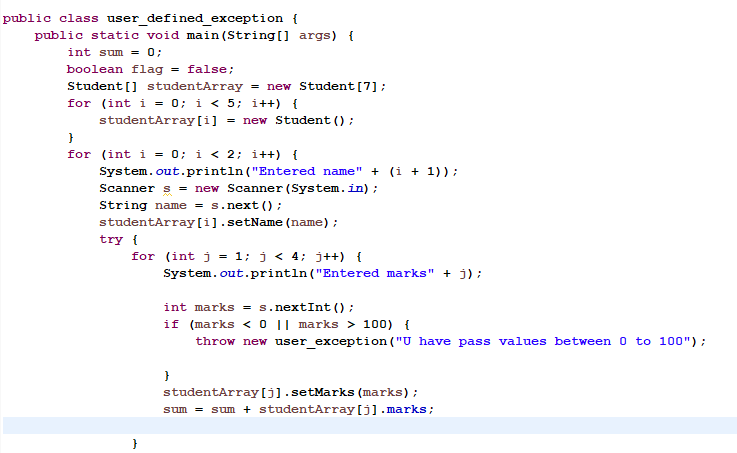 public class user_defined_exception {
    public static void main(String[] args) {
        int sum = 0;
        boolean flag = false;
        Student[] studentArray = new Student[7];
        for (int i = 0; i < 5; i++) {
            studentArray[i] = new Student();
        }
        for (int i = 0; i < 2; i++) {
            System.out.println("Entered name" + (i + 1));
            Scanner s = new Scanner(System.in);
            String name = s.next();
            studentArray[i].setName(name);
            try {
                for (int j = 1; j < 4; j++) {
                    System.out.println("Entered marks" + j);

                    int marks = s.nextInt();
                    if (marks < 0 || marks > 100) {
                        throw new user_exception("U have pass values between 0 to 100");

                    }
                    studentArray[j].setMarks(marks);
                    sum = sum + studentArray[j].marks;

                }